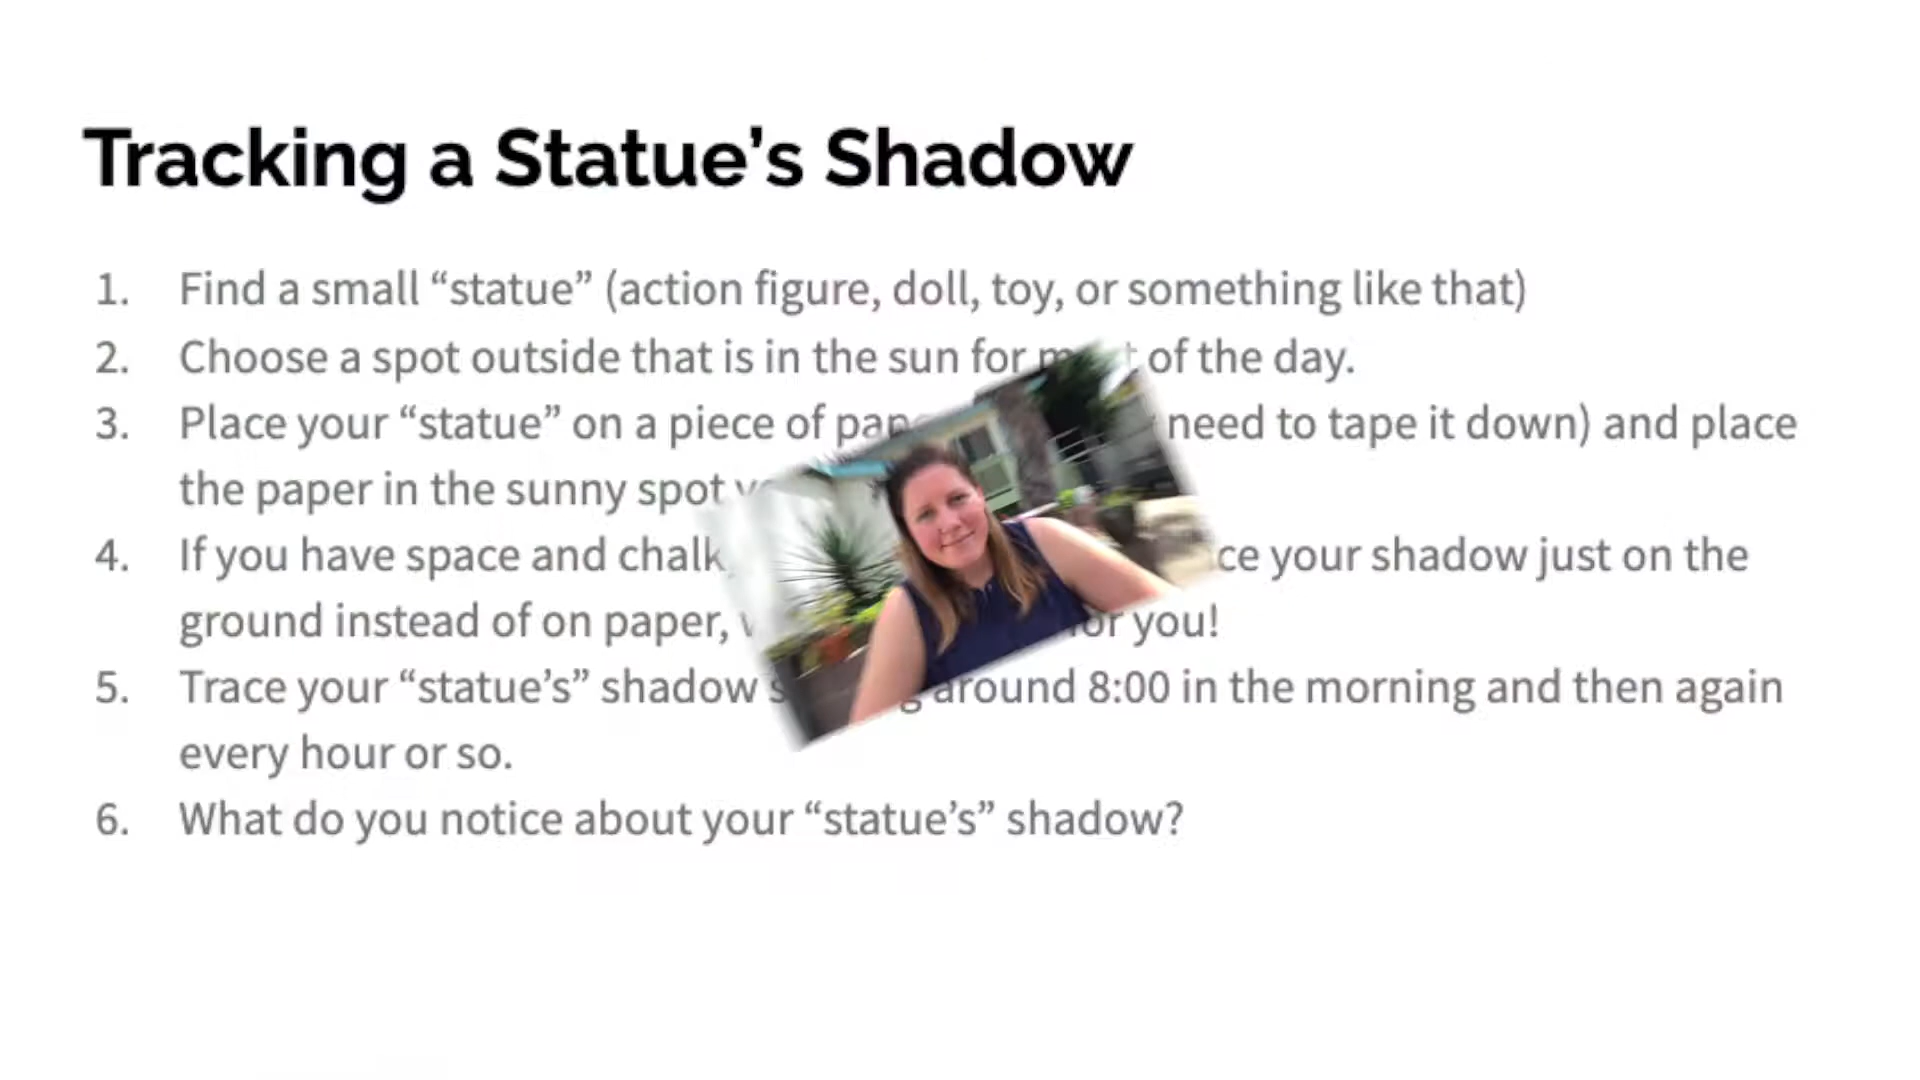 Tracking a Statue’s Shadow
1. Find a small “statue” (action figure, doll, toy, or something like that)
2. Choose a spot outside that is in the sun for of the day.
3. Place your “statue” on a piece of need to tape it down) and place
the paper in the sunny spot
4. If you have space and chalk your shadow just on the
ground instead of on paper, you!
5. Trace your “statue’s” shadow around 8:00 in the morning and then again
every hour or so.
6. What do you notice about your “statue’s” shadow?